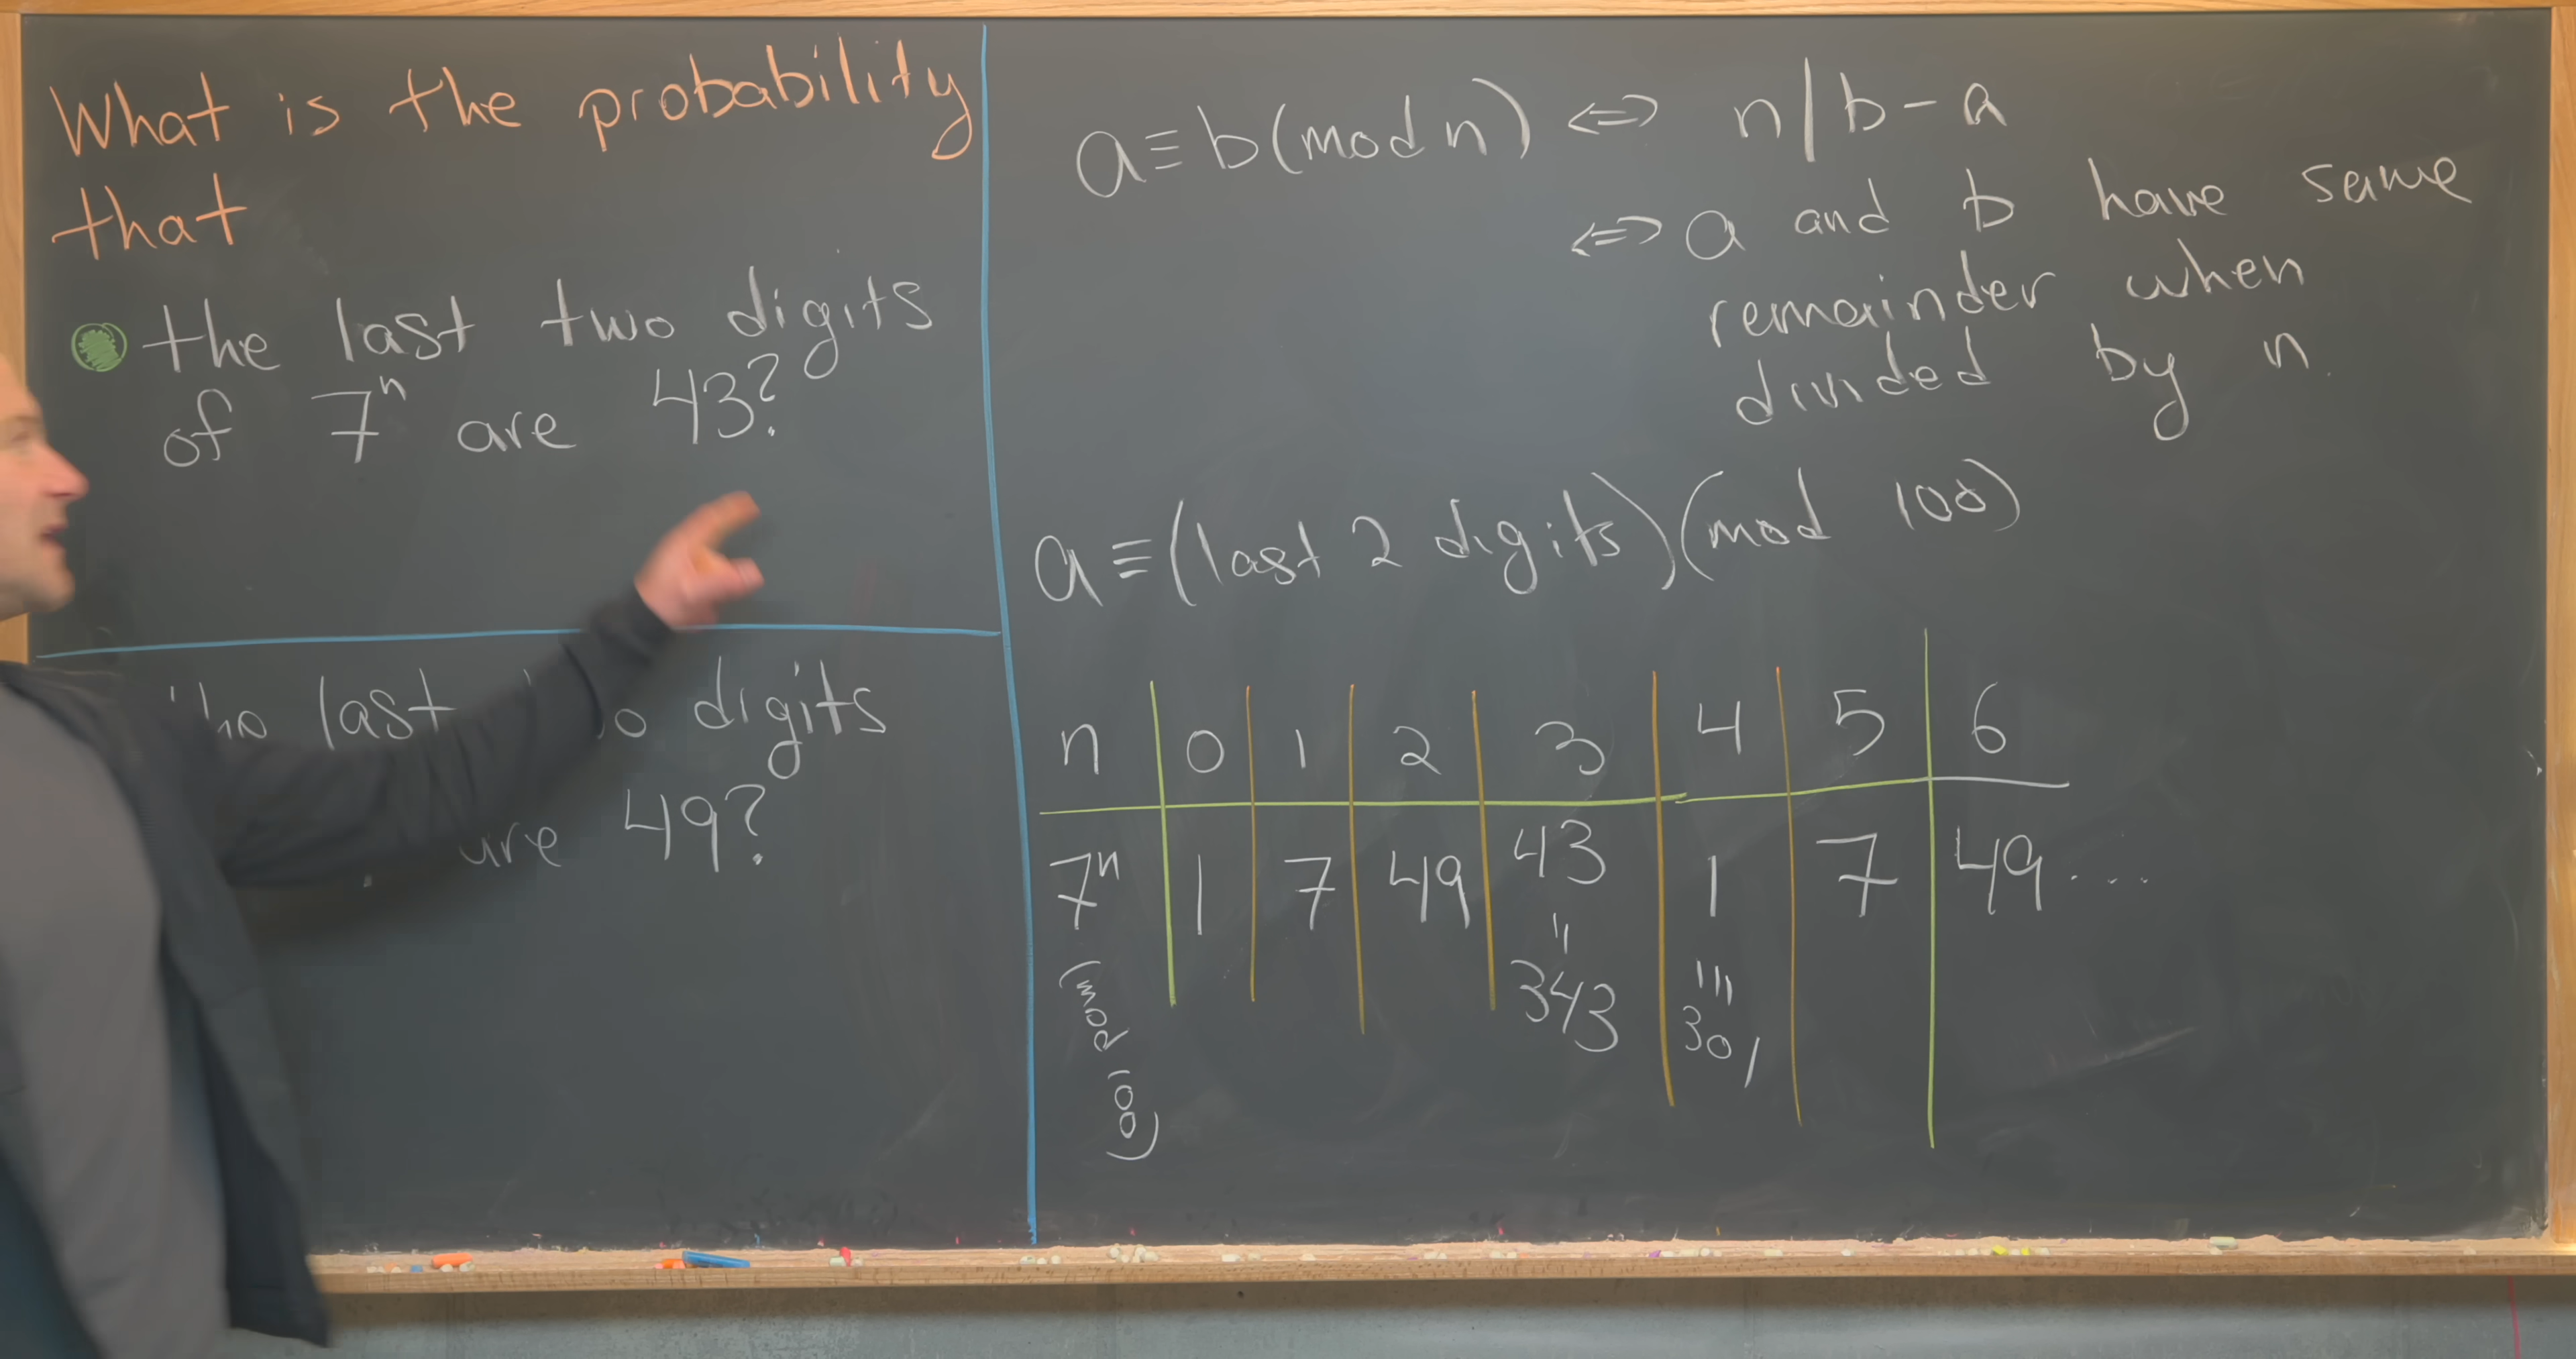 What is the probability
that
the last two digits
of 7ⁿ are 43?
last digits
are 49?
a≡b(mod n) <=> n|b-a
<=> a and b have same
remainder when
divided by n.
a≡(last 2 digits)(mod 100)
n 0 1 2 3 4 5 6
7ⁿ 1 7 49 43 1 7 49...
(mod 100)
= ≡
343 301